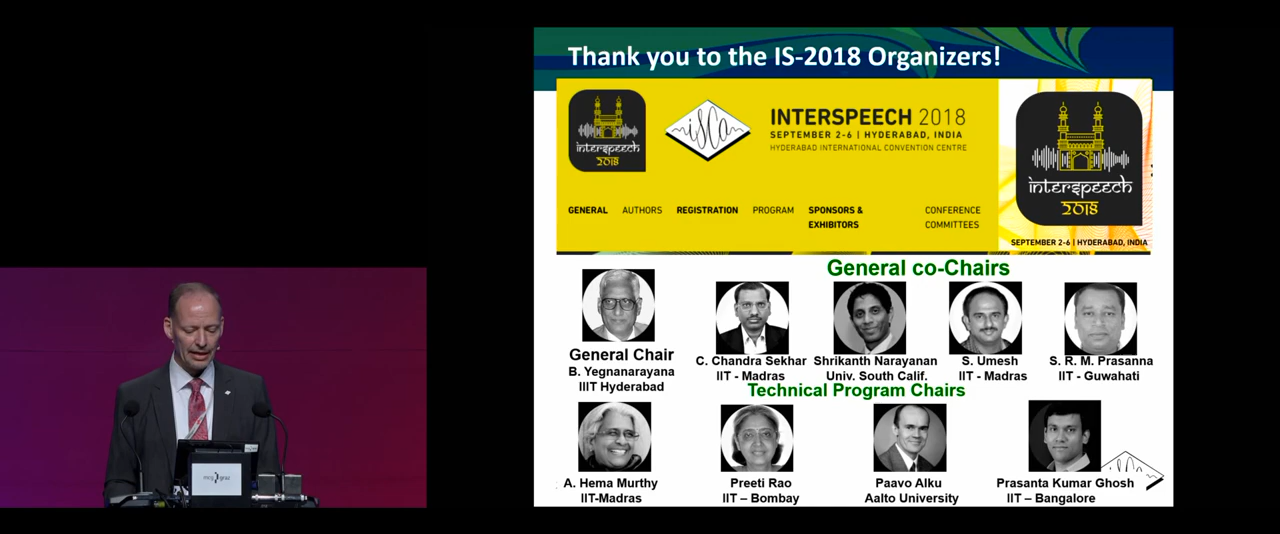 Thank you to the IS-2018 Organizers!
interspeech
2018
isca
INTERSPEECH 2018
SEPTEMBER 2-6 | HYDERABAD, INDIA
HYDERABAD INTERNATIONAL CONVENTION CENTRE
interspeech
2018
GENERAL AUTHORS REGISTRATION PROGRAM SPONSORS & EXHIBITORS CONFERENCE COMMITTEES
SEPTEMBER 2-6 | HYDERABAD, INDIA
General co-Chairs
General Chair
B. Yegnanarayana
IIIT Hyderabad
C. Chandra Sekhar
IIT - Madras
Shrikanth Narayanan
Univ. South Calif.
S. Umesh
IIT - Madras
S. R. M. Prasanna
IIT - Guwahati
Technical Program Chairs
A. Hema Murthy
IIT-Madras
Preeti Rao
IIT – Bombay
Paavo Alku
Aalto University
Prasanta Kumar Ghosh
IIT – Bangalore
isca